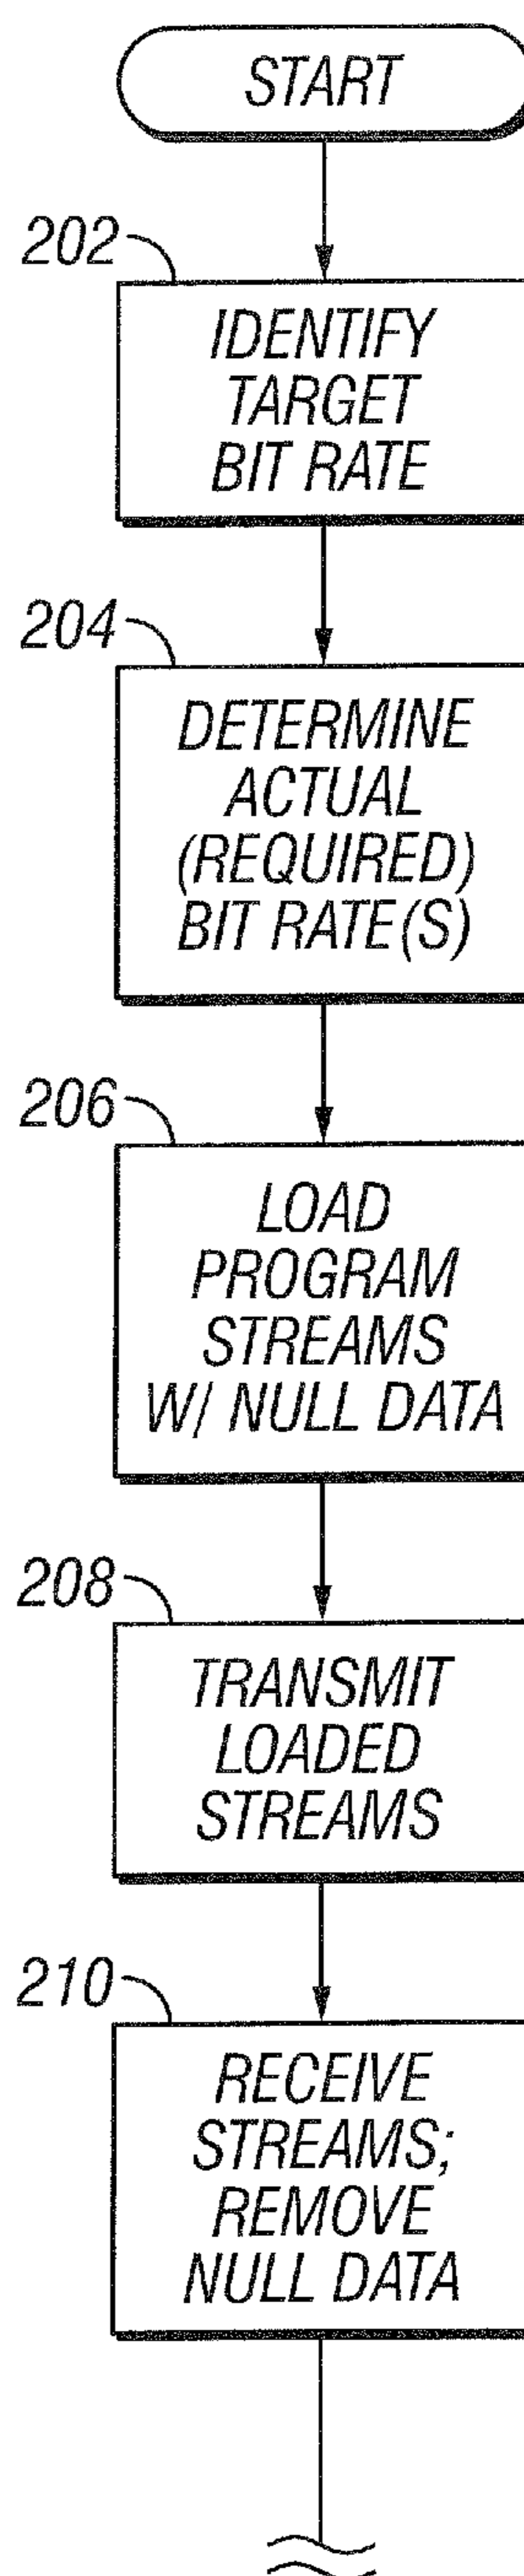 START
202
IDENTIFY
TARGET
BIT RATE
204
DETERMINE
ACTUAL
(REQUIRED)
BIT RATE(S)
206
LOAD
PROGRAM
STREAMS
W/ NULL DATA
208
TRANSMIT
LOADED
STREAMS
210
RECEIVE
STREAMS;
REMOVE
NULL DATA